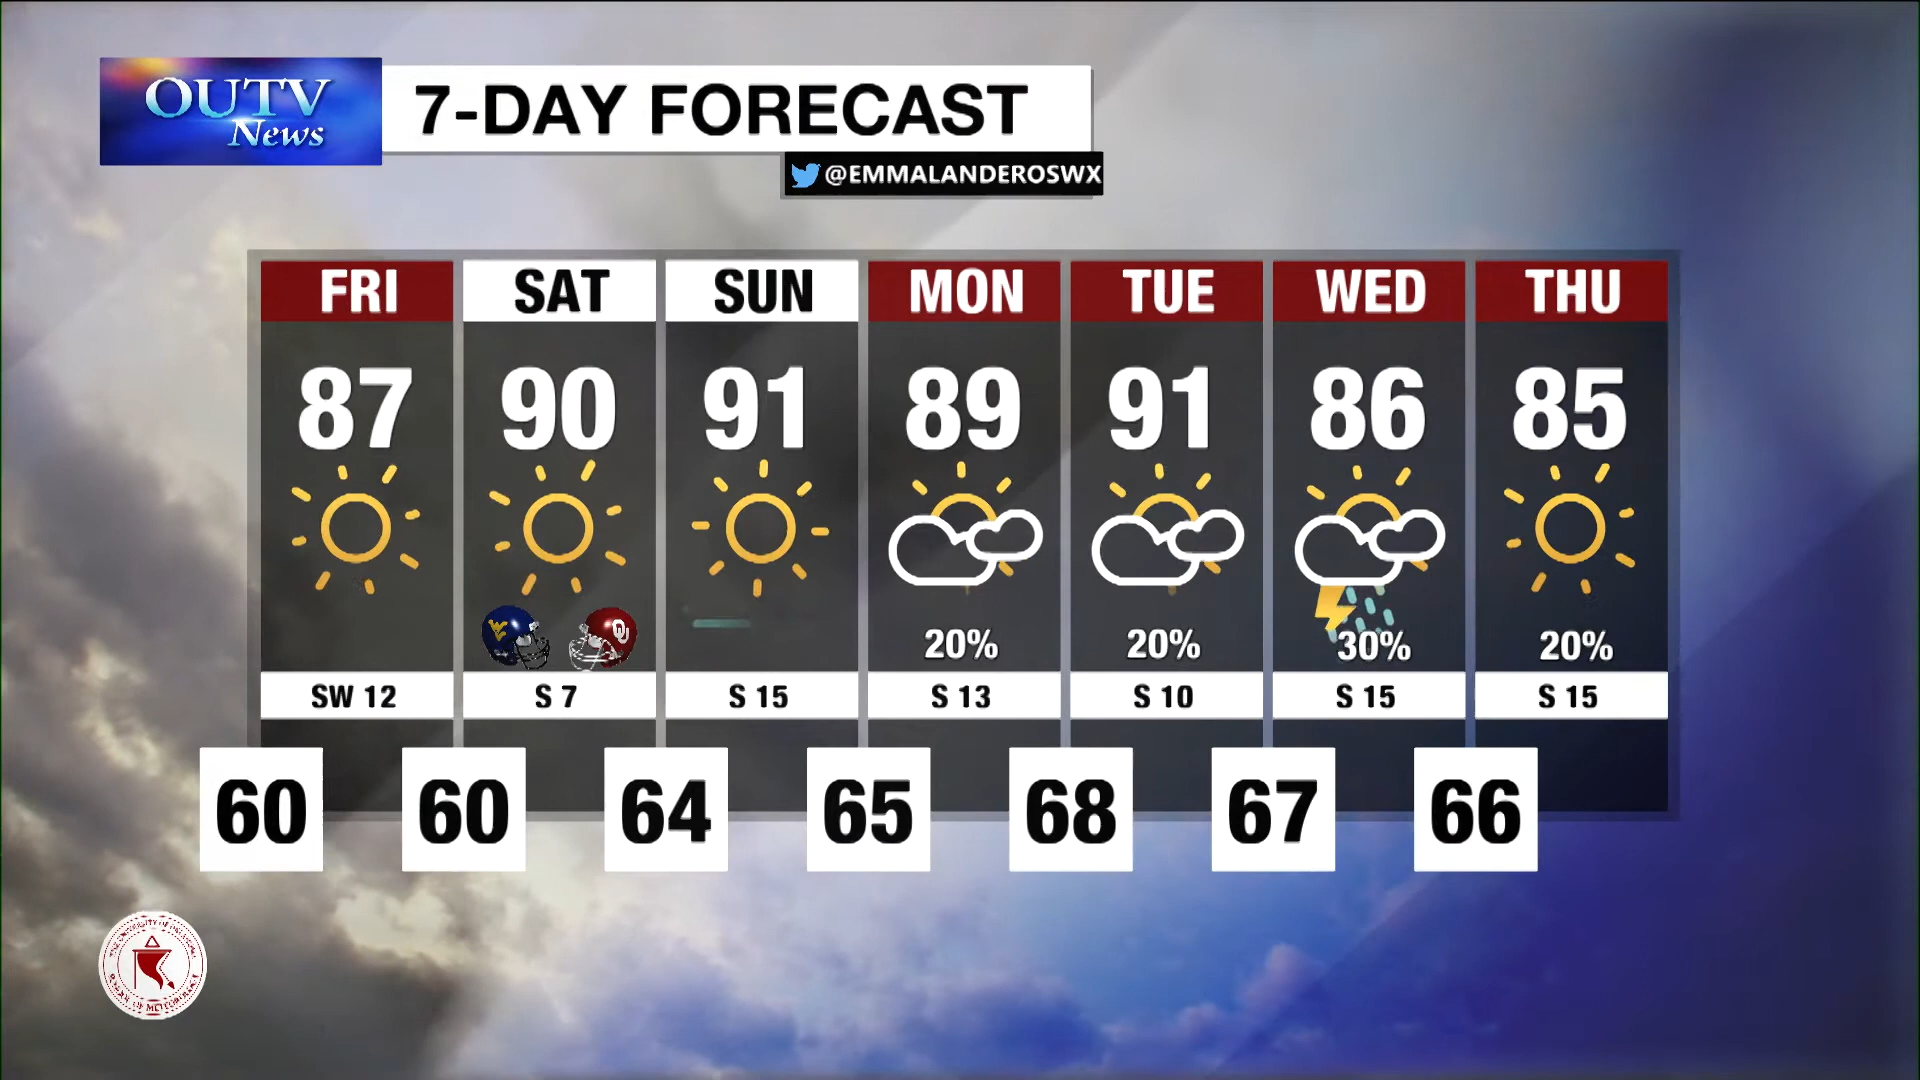 OUTV
News
7-DAY FORECAST
@EMMALANDEROSWX
FRI SAT SUN MON TUE WED THU
87 90 91 89 91 86 85
OU
20% 20% 30% 20%
SW 12 S 7 S 15 S 13 S 10 S 15 S 15
60 60 64 65 68 67 66